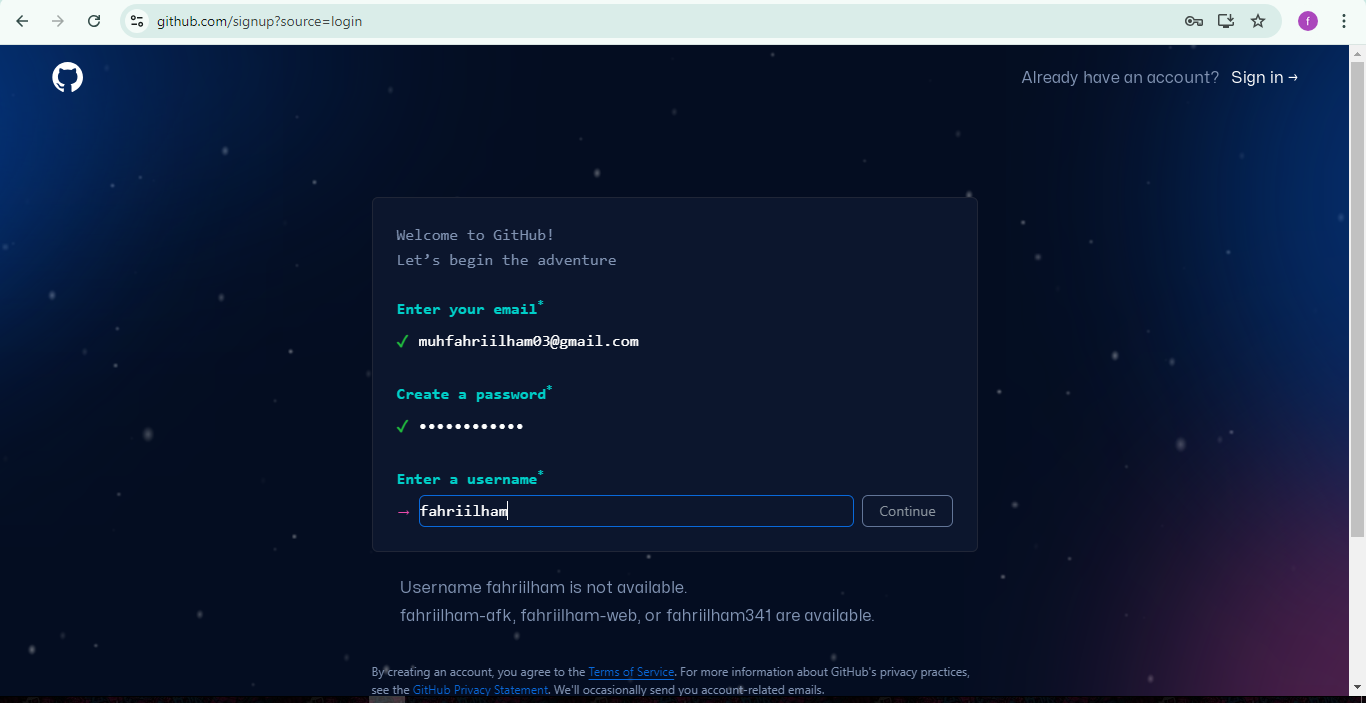 github.com/signup?source=login
f
Already have an account? Sign in →
Welcome to GitHub!
Let's begin the adventure
Enter your email*
✓ muhfahriilham03@gmail.com
Create a password*
✓ ••••••••••••
Enter a username*
→ fahriilham
Continue
Username fahriilham is not available.
fahriilham-afk, fahriilham-web, or fahriilham341 are available.
By creating an account, you agree to the Terms of Service. For more information about GitHub's privacy practices,
see the GitHub Privacy Statement. We'll occasionally send you account-related emails.